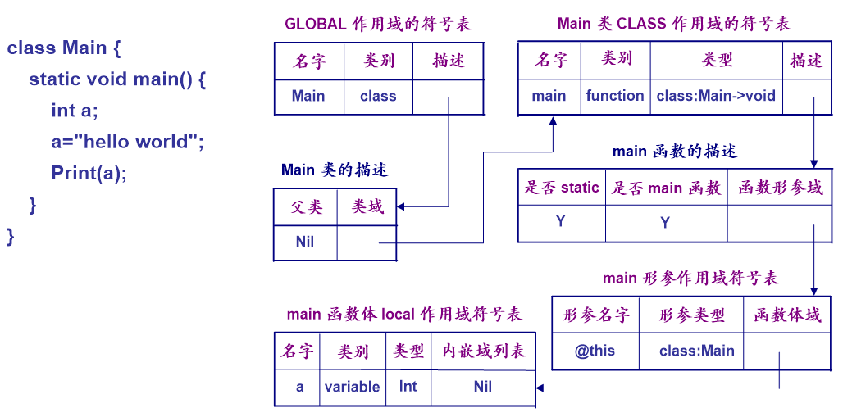 class Main {
static void main() {
int a;
a="hello world";
Print(a);
}
}
GLOBAL 作用域的符号表
名字 类别 描述
Main class
Main 类的描述
父类 类域
Nil
Main 类 CLASS 作用域的符号表
名字 类别 类型 描述
main function class:Main->void
main 函数的描述
是否 static 是否 main 函数 函数形参域
Y Y
main 形参作用域符号表
形参名字 形参类型 函数体域
@this class:Main
main 函数体 local 作用域符号表
名字 类别 类型 内嵌域列表
a variable Int Nil